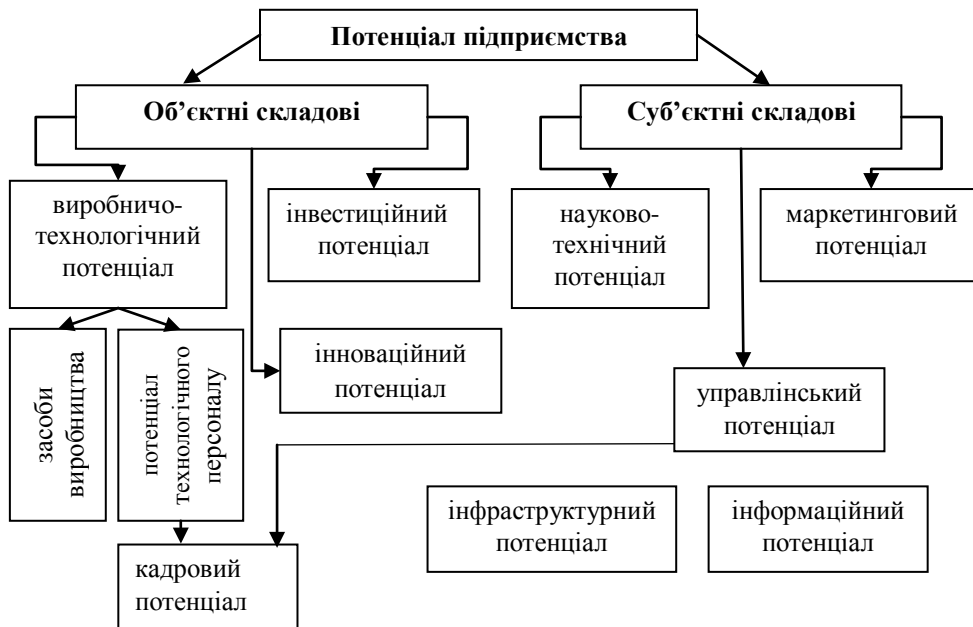 Потенціал підприємства
Об’єктні складові
Суб’єктні складові
виробничо-
технологічний
потенціал
інвестиційний
потенціал
науково-
технічний
потенціал
маркетинговий
потенціал
засоби
виробництва
потенціал
технологічного
персоналу
інноваційний
потенціал
управлінський
потенціал
інфраструктурний
потенціал
інформаційний
потенціал
кадровий
потенціал